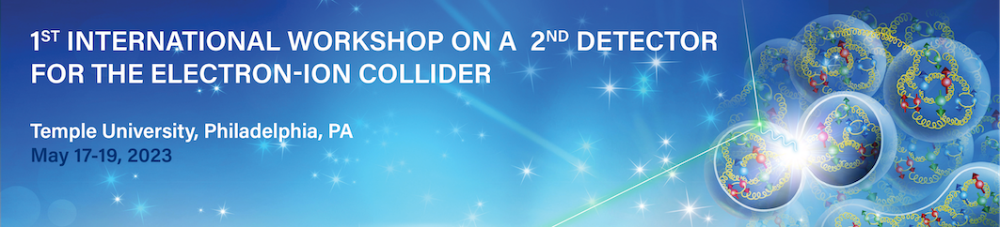 1ST INTERNATIONAL WORKSHOP ON A 2ND DETECTOR
FOR THE ELECTRON-ION COLLIDER
Temple University, Philadelphia, PA
May 17-19, 2023